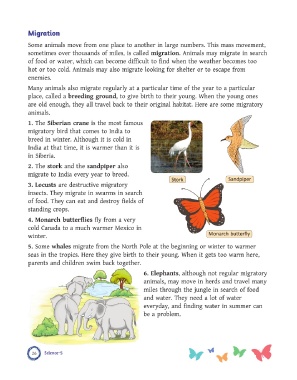 Migration
Some animals move from one place to another in large numbers. This mass movement,
sometimes over thousands of miles, is called migration. Animals may migrate in search
of food or water, which can become difficult to find when the weather becomes too
hot or too cold. Animals may also migrate looking for shelter or to escape from
enemies.
Many animals also migrate regularly at a particular time of the year to a particular
place, called a breeding ground, to give birth to their young. When the young ones
are old enough, they all travel back to their original habitat. Here are some migratory
animals.
1. The Siberian crane is the most famous
migratory bird that comes to India to
breed in winter. Although it is cold in
India at that time, it is warmer than it is
in Siberia.
2. The stork and the sandpiper also
migrate to India every year to breed.
3. Locusts are destructive migratory
insects. They migrate in swarms in search
of food. They can eat and destroy fields of
standing crops.
4. Monarch butterflies fly from a very
cold Canada to a much warmer Mexico in
winter.
Stork
Sandpiper
Monarch butterfly
5. Some whales migrate from the North Pole at the beginning or winter to warmer
seas in the tropics. Here they give birth to their young. When it gets too warm here,
parents and children swim back together.
6. Elephants, although not regular migratory
animals, may move in herds and travel many
miles through the jungle in search of food
and water. They need a lot of water
everyday, and finding water in summer can
be a problem.
26 Science-5